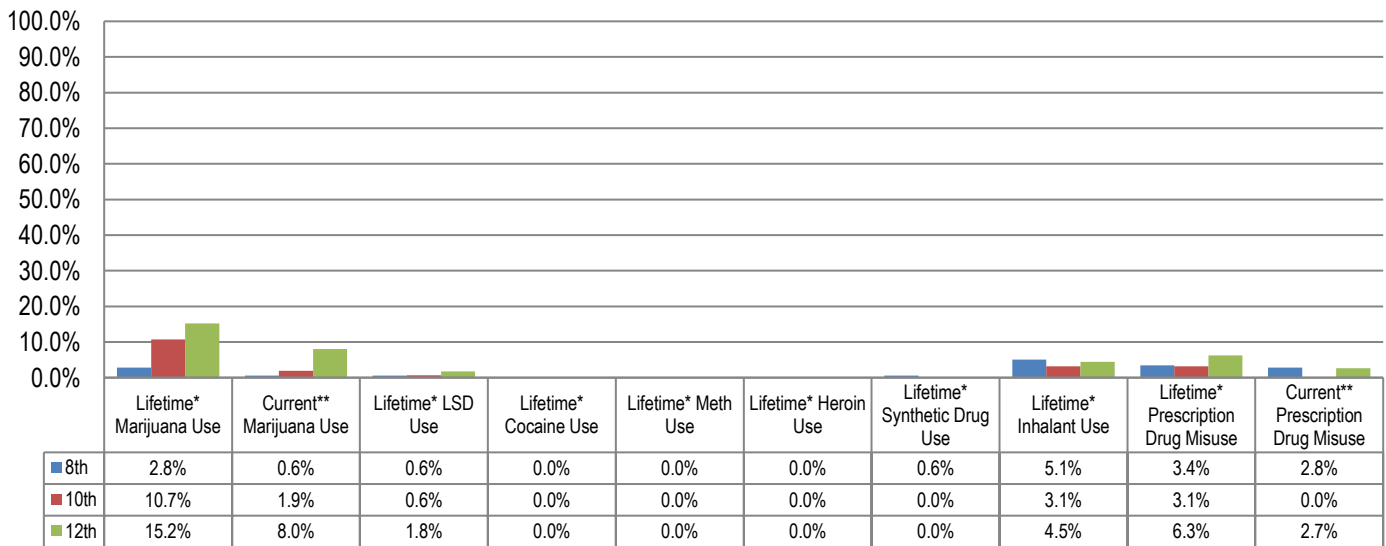 100.0%
90.0%
80.0%
70.0%
60.0%
50.0%
40.0%
30.0%
20.0%
10.0%
0.0%
Lifetime*
Marijuana Use
Current**
Marijuana Use
Lifetime* LSD
Use
Lifetime*
Cocaine Use
Lifetime* Meth
Use
Lifetime* Heroin
Use
Lifetime*
Synthetic Drug
Use
Lifetime*
Inhalant Use
Lifetime*
Prescription
Drug Misuse
Current**
Prescription
Drug Misuse
8th 2.8% 0.6% 0.6% 0.0% 0.0% 0.0% 0.6% 5.1% 3.4% 2.8%
10th 10.7% 1.9% 0.6% 0.0% 0.0% 0.0% 0.0% 3.1% 3.1% 0.0%
12th 15.2% 8.0% 1.8% 0.0% 0.0% 0.0% 0.0% 4.5% 6.3% 2.7%